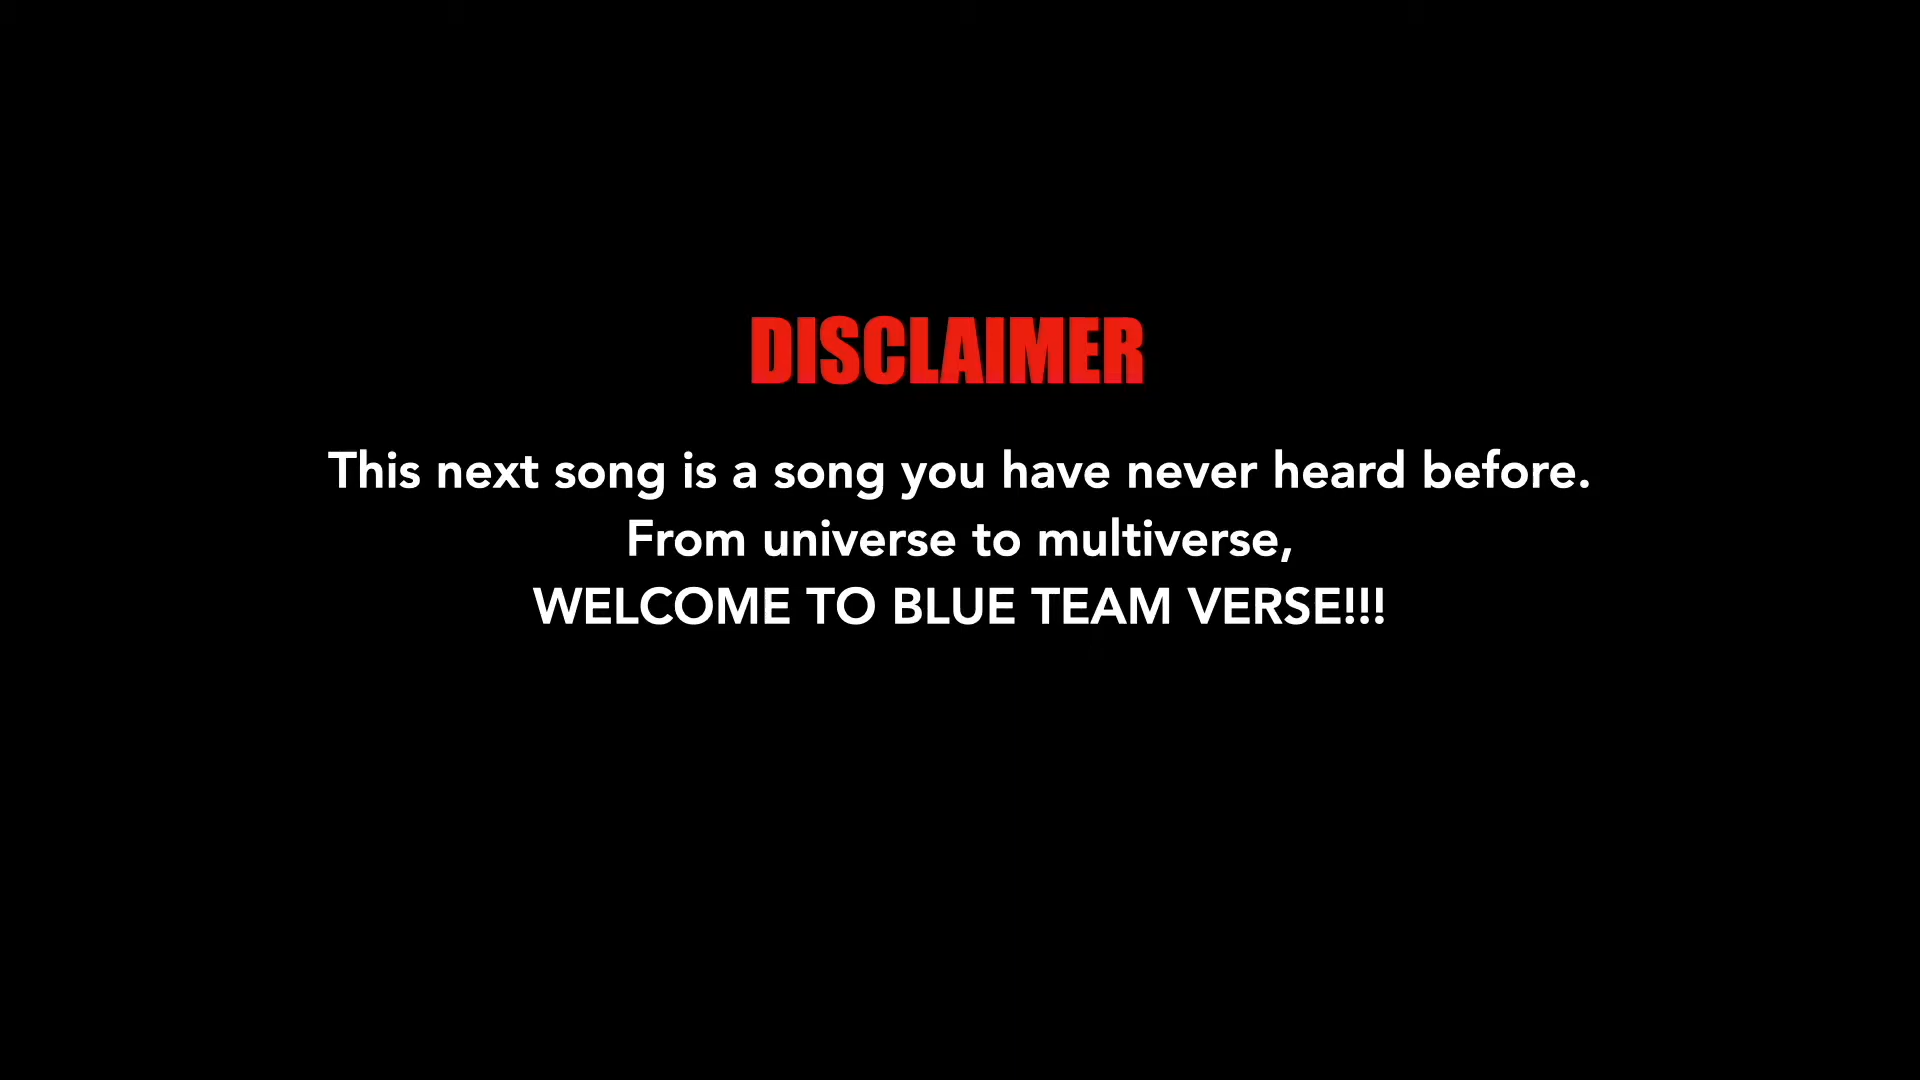 DISCLAIMER
This next song is a song you have never heard before.
From universe to multiverse,
WELCOME TO BLUE TEAM VERSE!!!